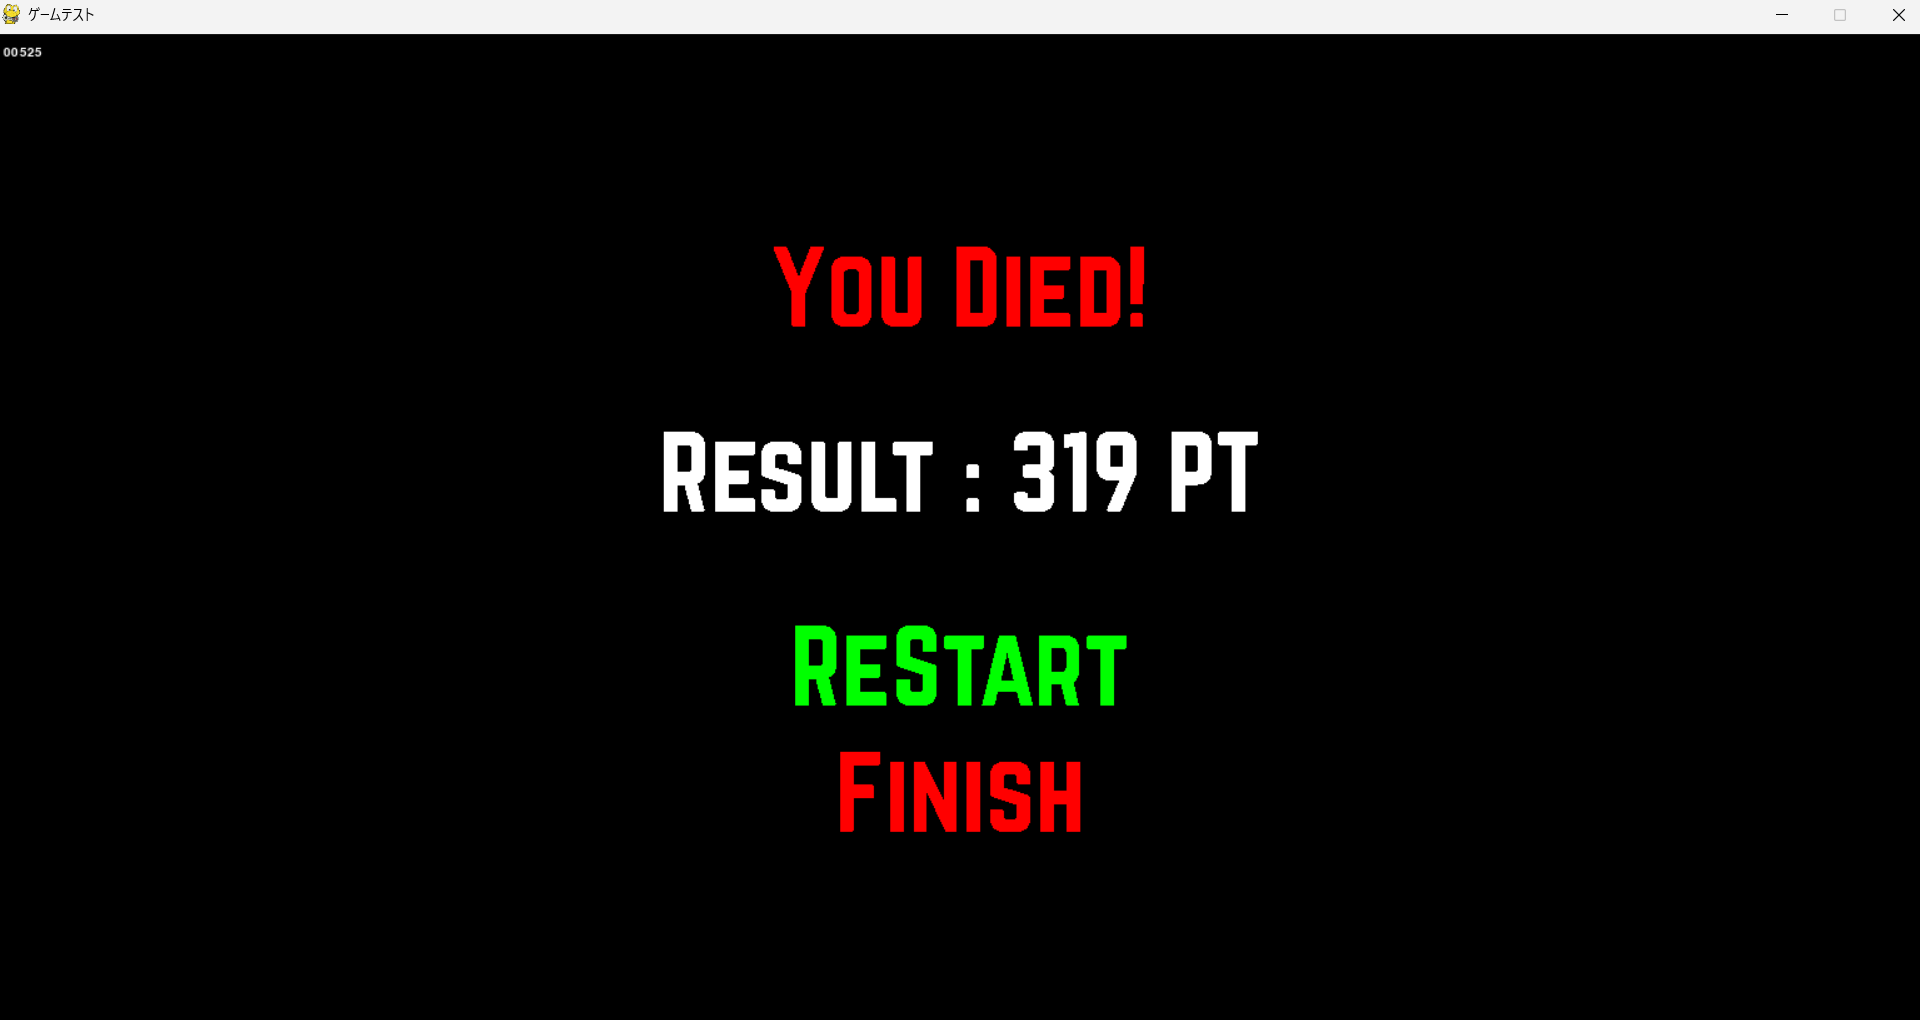 ゲームテスト
00525
You Died!
Result : 319 PT
ReStart
Finish